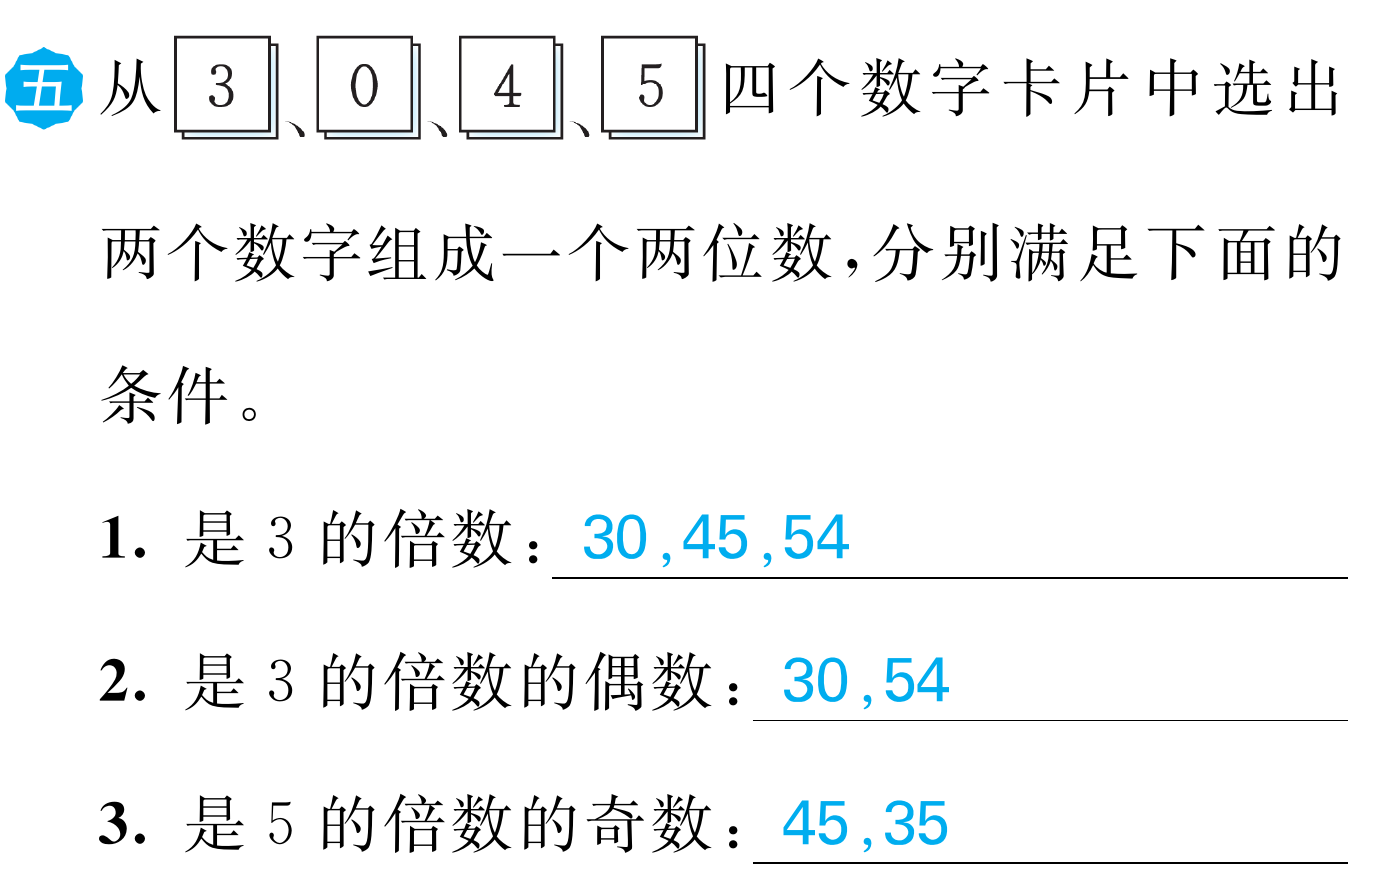 五 从 3、0、4、5 四个数字卡片中选出
两个数字组成一个两位数,分别满足下面的
条件。
1. 是 3 的倍数: 30,45,54
2. 是 3 的倍数的偶数: 30,54
3. 是 5 的倍数的奇数: 45,35